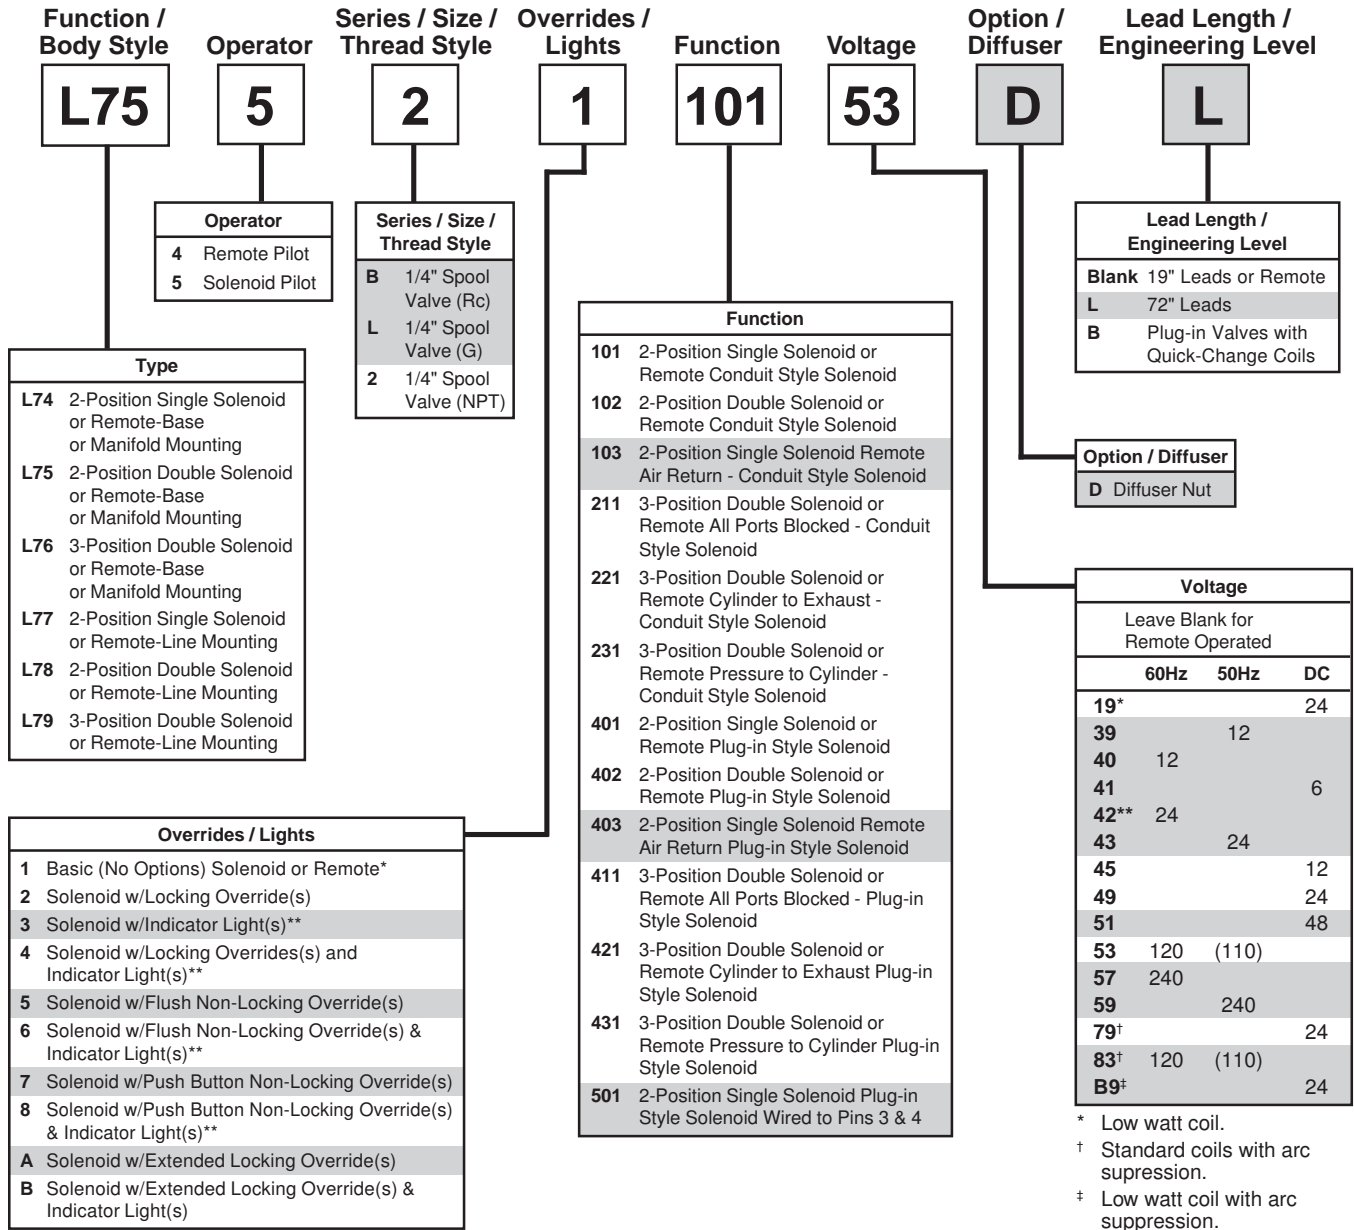 Function /
Body Style
Operator
Series / Size /
Thread Style
Overrides /
Lights
Function
Voltage
Option /
Diffuser
Lead Length /
Engineering Level
L75
5
2
1
101
53
D
L
Operator
4 Remote Pilot
5 Solenoid Pilot
Series / Size /
Thread Style
B 1/4" Spool
Valve (Rc)
L 1/4" Spool
Valve (G)
2 1/4" Spool
Valve (NPT)
Lead Length /
Engineering Level
Blank 19" Leads or Remote
L 72" Leads
B Plug-in Valves with
Quick-Change Coils
Type
L74 2-Position Single Solenoid
or Remote-Base
or Manifold Mounting
L75 2-Position Double Solenoid
or Remote-Base
or Manifold Mounting
L76 3-Position Double Solenoid
or Remote-Base
or Manifold Mounting
L77 2-Position Single Solenoid
or Remote-Line Mounting
L78 2-Position Double Solenoid
or Remote-Line Mounting
L79 3-Position Double Solenoid
or Remote-Line Mounting
Function
101 2-Position Single Solenoid or
Remote Conduit Style Solenoid
102 2-Position Double Solenoid or
Remote Conduit Style Solenoid
103 2-Position Single Solenoid Remote
Air Return - Conduit Style Solenoid
211 3-Position Double Solenoid or
Remote All Ports Blocked - Conduit
Style Solenoid
221 3-Position Double Solenoid or
Remote Cylinder to Exhaust -
Conduit Style Solenoid
231 3-Position Double Solenoid or
Remote Pressure to Cylinder -
Conduit Style Solenoid
401 2-Position Single Solenoid or
Remote Plug-in Style Solenoid
402 2-Position Double Solenoid or
Remote Plug-in Style Solenoid
403 2-Position Single Solenoid Remote
Air Return Plug-in Style Solenoid
411 3-Position Double Solenoid or
Remote All Ports Blocked - Plug-in
Style Solenoid
421 3-Position Double Solenoid or
Remote Cylinder to Exhaust Plug-in
Style Solenoid
431 3-Position Double Solenoid or
Remote Pressure to Cylinder Plug-in
Style Solenoid
501 2-Position Single Solenoid Plug-in
Style Solenoid Wired to Pins 3 & 4
Option / Diffuser
D Diffuser Nut
Voltage
Leave Blank for
Remote Operated
60Hz 50Hz DC
19* 24
39 12
40 12
41 6
42** 24
43 24
45 12
49 24
51 48
53 120 (110)
57 240
59 240
79† 24
83† 120 (110)
B9‡ 24
* Low watt coil.
† Standard coils with arc
supression.
‡ Low watt coil with arc
suppression.
Overrides / Lights
1 Basic (No Options) Solenoid or Remote*
2 Solenoid w/Locking Override(s)
3 Solenoid w/Indicator Light(s)**
4 Solenoid w/Locking Overrides(s) and
Indicator Light(s)**
5 Solenoid w/Flush Non-Locking Override(s)
6 Solenoid w/Flush Non-Locking Override(s) &
Indicator Light(s)**
7 Solenoid w/Push Button Non-Locking Override(s)
8 Solenoid w/Push Button Non-Locking Override(s)
& Indicator Light(s)**
A Solenoid w/Extended Locking Override(s)
B Solenoid w/Extended Locking Override(s) &
Indicator Light(s)